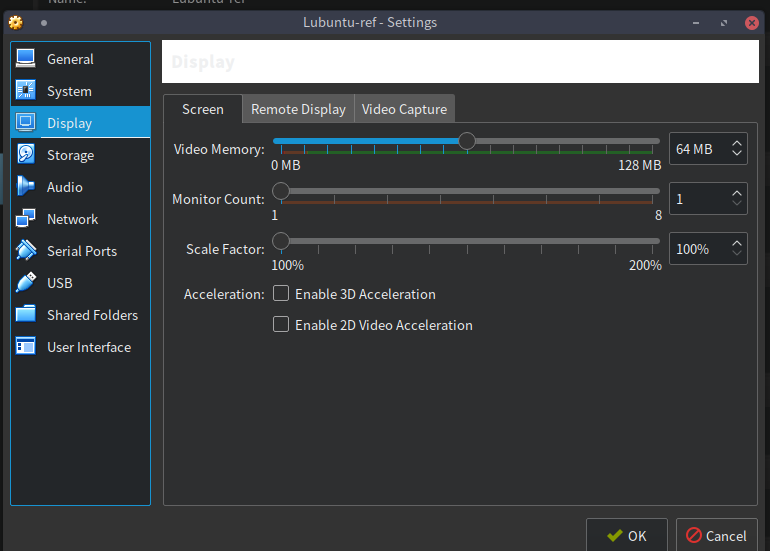 Name: Lubuntu-ref
Lubuntu-ref - Settings
General
System
Display
Storage
Audio
Network
Serial Ports
USB
Shared Folders
User Interface
Display
Screen Remote Display Video Capture
Video Memory: 64 MB
0 MB 128 MB
Monitor Count: 1
1 8
Scale Factor: 100%
100% 200%
Acceleration: Enable 3D Acceleration
Enable 2D Video Acceleration
OK Cancel